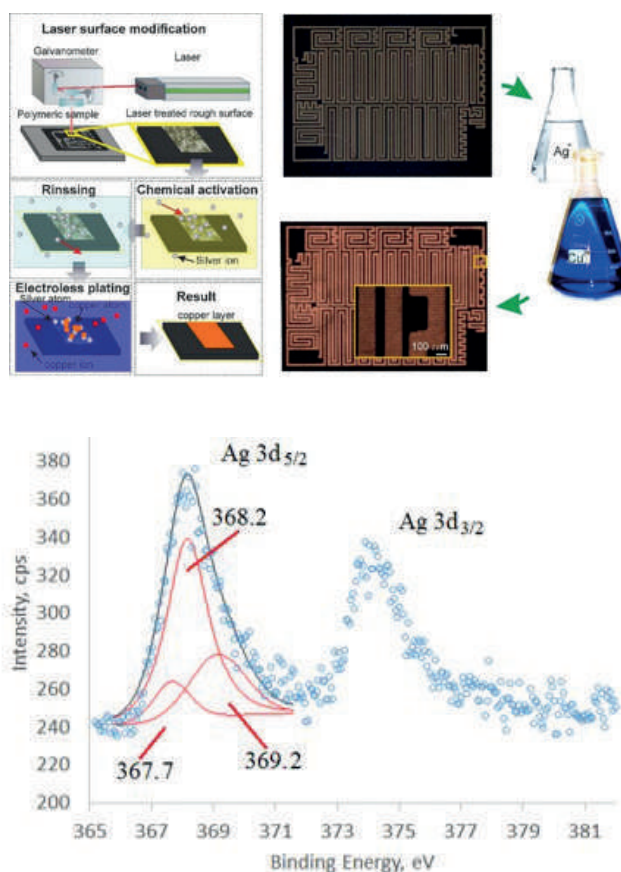 Laser surface modification
Galvanometer
Laser
Polymeric sample
Laser treated rough surface
Rinssing
Chemical activation
Silver ion
Electroless plating
Silver atom
copper atom
copper ion
Result
copper layer
100
Ag
Cu
Ag 3d5/2
Ag 3d3/2
368.2
367.7
369.2
Intensity, cps
380
360
340
320
300
280
260
240
220
200
365
367
369
371
373
375
377
379
381
Binding Energy, eV